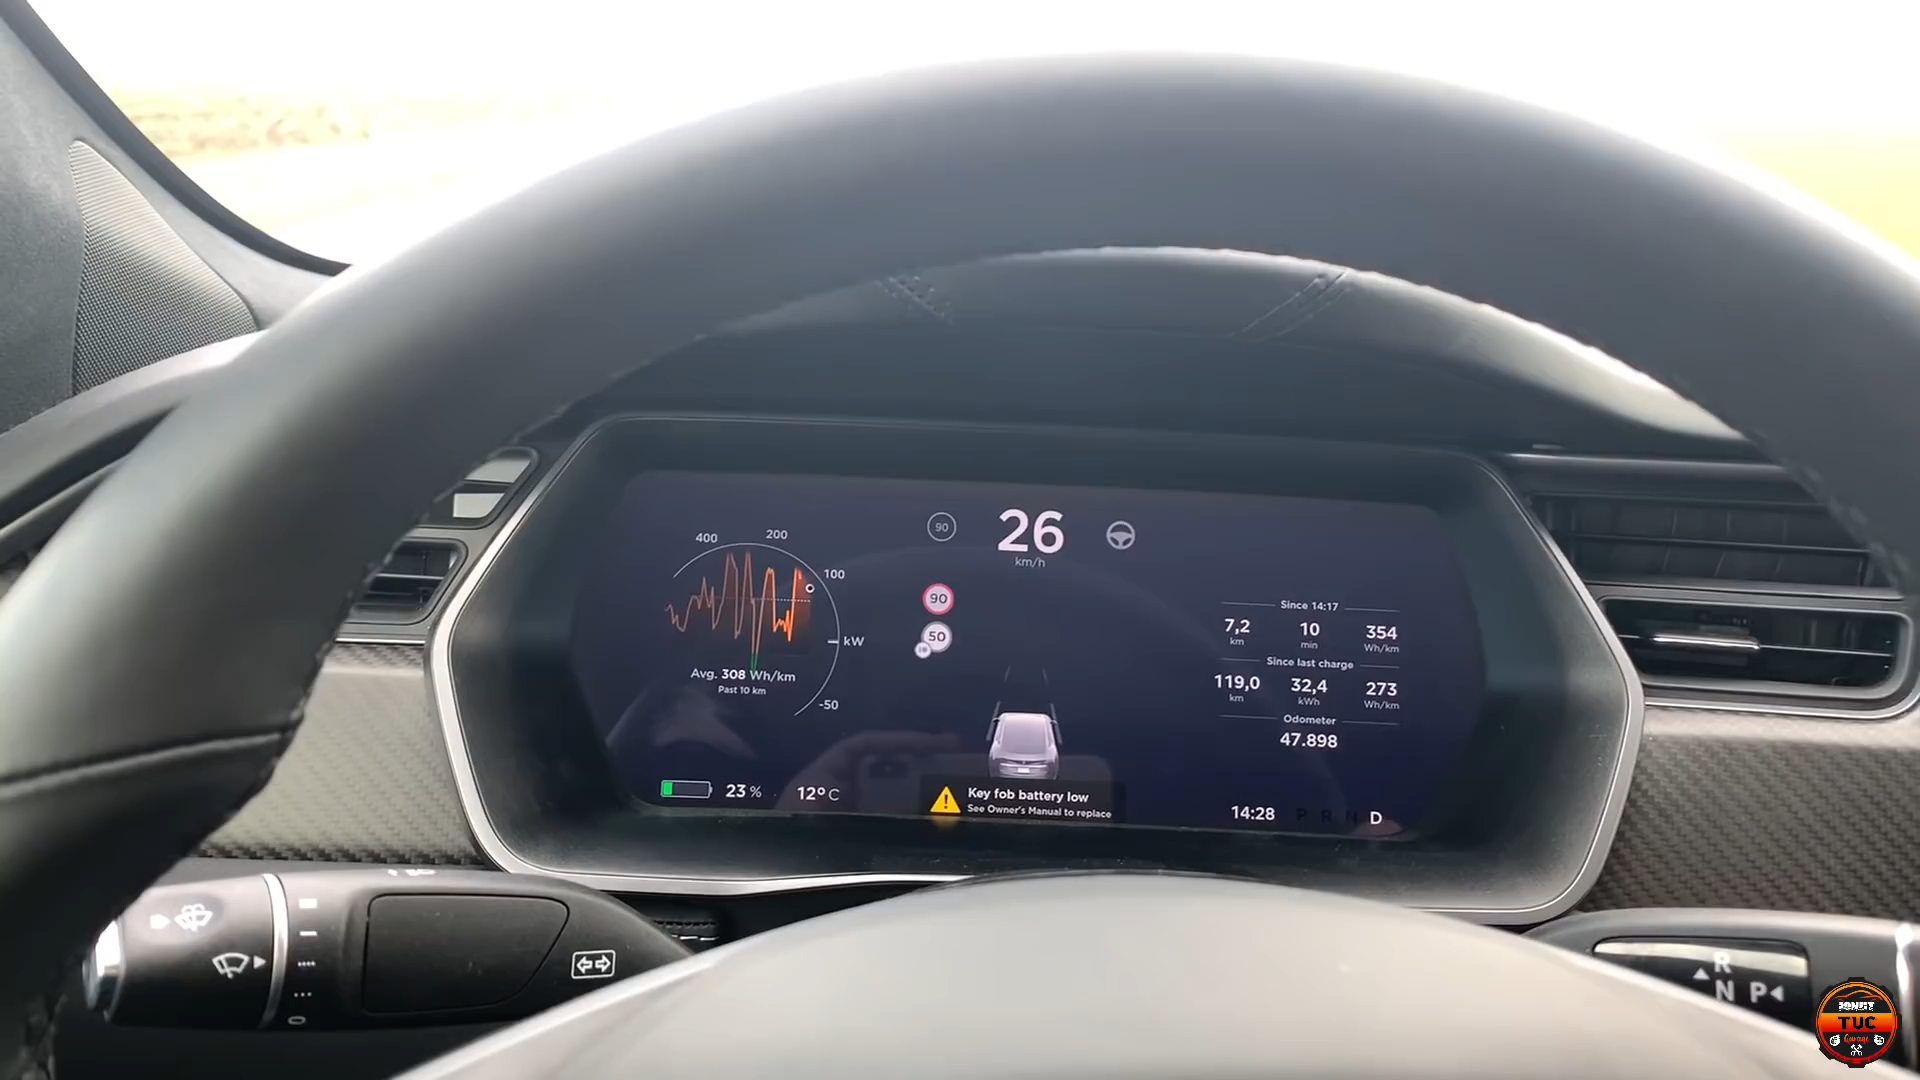 90
26
km/h
400
200
100
kW
-50
Avg. 308 Wh/km
Past 10 km
90
50
Since 14:17
7,2 10 354
km min Wh/km
Since last charge
119,0 32,4 273
km kWh Wh/km
Odometer
47.898
23 %
12°C
Key fob battery low
See Owner's Manual to replace
14:28
P R N D
R
N P
TUC
Garage